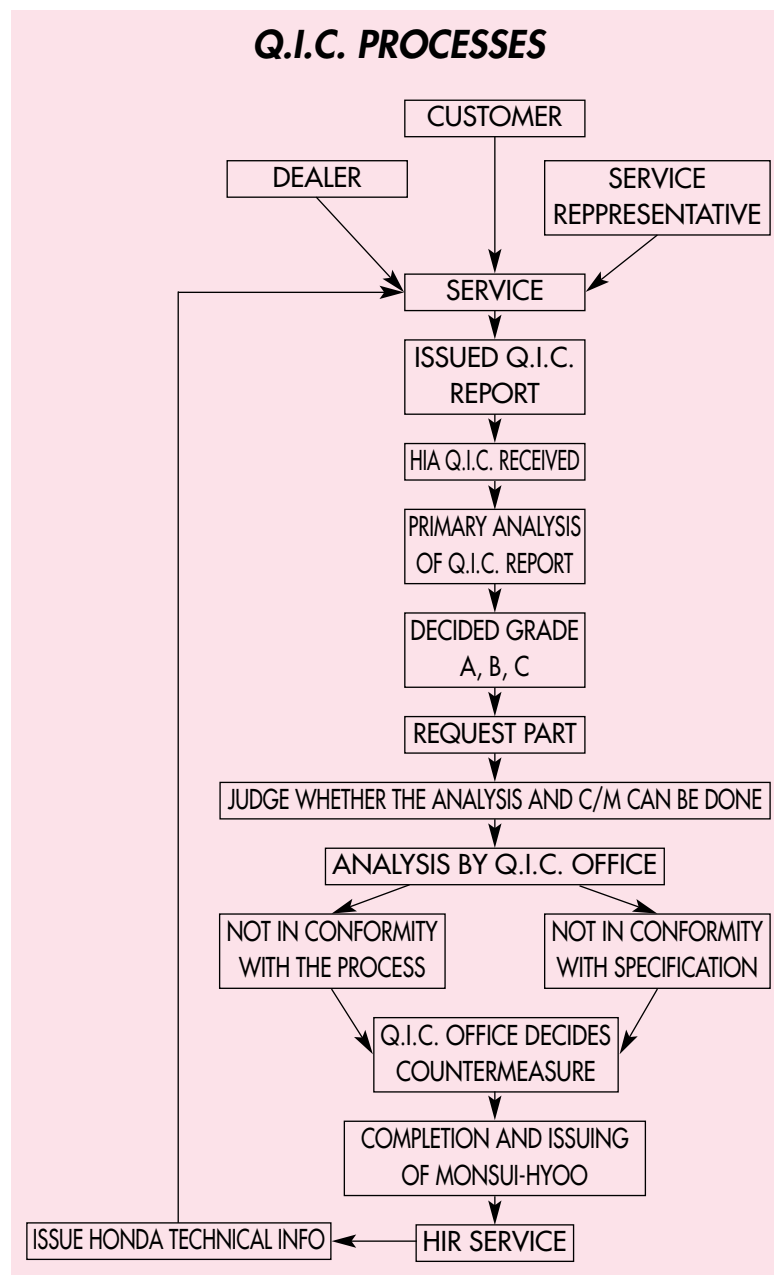 Q.I.C. PROCESSES
CUSTOMER
DEALER
SERVICE
REPPRESENTATIVE
SERVICE
ISSUED Q.I.C.
REPORT
HIA Q.I.C. RECEIVED
PRIMARY ANALYSIS
OF Q.I.C. REPORT
DECIDED GRADE
A, B, C
REQUEST PART
JUDGE WHETHER THE ANALYSIS AND C/M CAN BE DONE
ANALYSIS BY Q.I.C. OFFICE
NOT IN CONFORMITY
WITH THE PROCESS
NOT IN CONFORMITY
WITH SPECIFICATION
Q.I.C. OFFICE DECIDES
COUNTERMEASURE
COMPLETION AND ISSUING
OF MONSUI-HYOO
ISSUE HONDA TECHNICAL INFO
HIR SERVICE